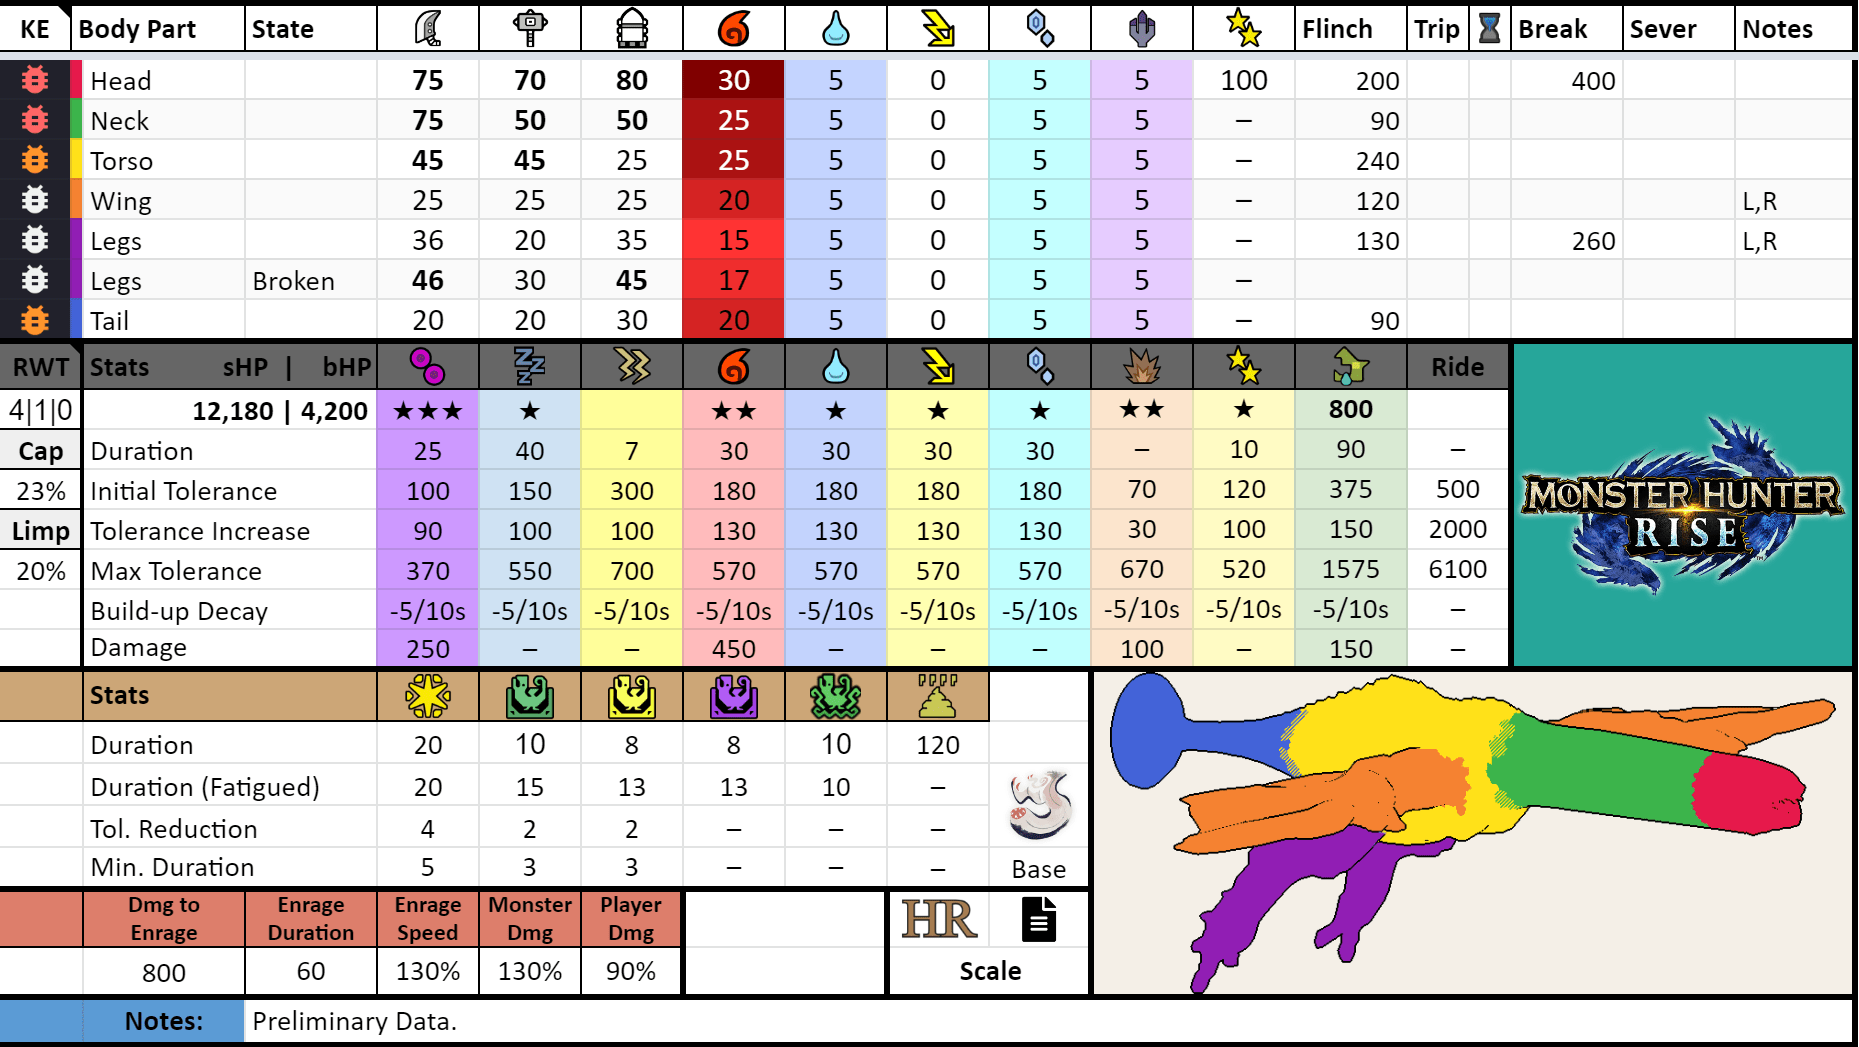 KE Body Part State Flinch Trip Break Sever Notes
Head 75 70 80 30 5 0 5 5 100 200 400
Neck 75 50 50 25 5 0 5 5 – 90
Torso 45 45 25 25 5 0 5 5 – 240
Wing 25 25 25 20 5 0 5 5 – 120 L,R
Legs 36 20 35 15 5 0 5 5 – 130 260 L,R
Legs Broken 46 30 45 17 5 0 5 5 –
Tail 20 20 30 20 5 0 5 5 – 90
RWT Stats sHP | bHP Ride
4|1|0 12,180 | 4,200 ★★★ ★ ★★ ★ ★ ★ ★★ ★ 800
Cap Duration 25 40 7 30 30 30 30 – 10 90 –
23% Initial Tolerance 100 150 300 180 180 180 180 70 120 375 500
Limp Tolerance Increase 90 100 100 130 130 130 130 30 100 150 2000
20% Max Tolerance 370 550 700 570 570 570 570 670 520 1575 6100
Build-up Decay -5/10s -5/10s -5/10s -5/10s -5/10s -5/10s -5/10s -5/10s -5/10s -5/10s –
Damage 250 – – 450 – – – 100 – 150 –
MONSTER HUNTER
RISE
Stats
Duration 20 10 8 8 10 120
Duration (Fatigued) 20 15 13 13 10 –
Tol. Reduction 4 2 2 – – –
Min. Duration 5 3 3 – – –
Base
Dmg to Enrage Enrage Monster Player
Enrage Duration Speed Dmg Dmg
HR
800 60 130% 130% 90%
Scale
Notes: Preliminary Data.